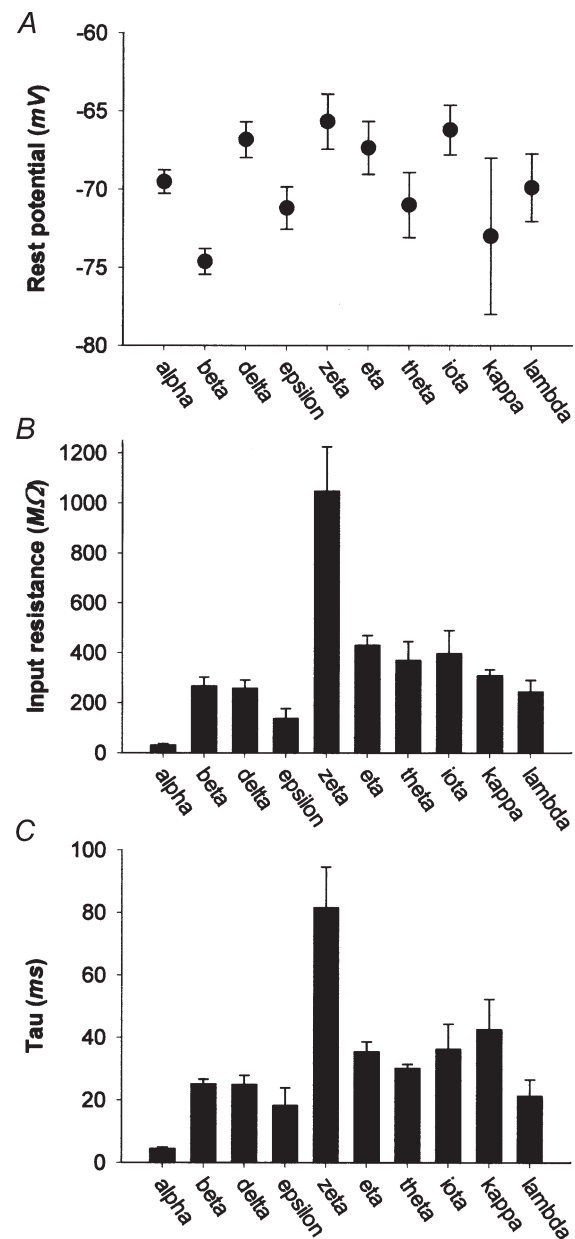 A
Rest potential (mV)
-60
-65
-70
-75
-80
alpha
beta
delta
epsilon
zeta
eta
theta
iota
kappa
lambda
B
Input resistance (MΩ)
1200
1000
800
600
400
200
0
alpha
beta
delta
epsilon
zeta
eta
theta
iota
kappa
lambda
C
Tau (ms)
100
80
60
40
20
0
alpha
beta
delta
epsilon
zeta
eta
theta
iota
kappa
lambda